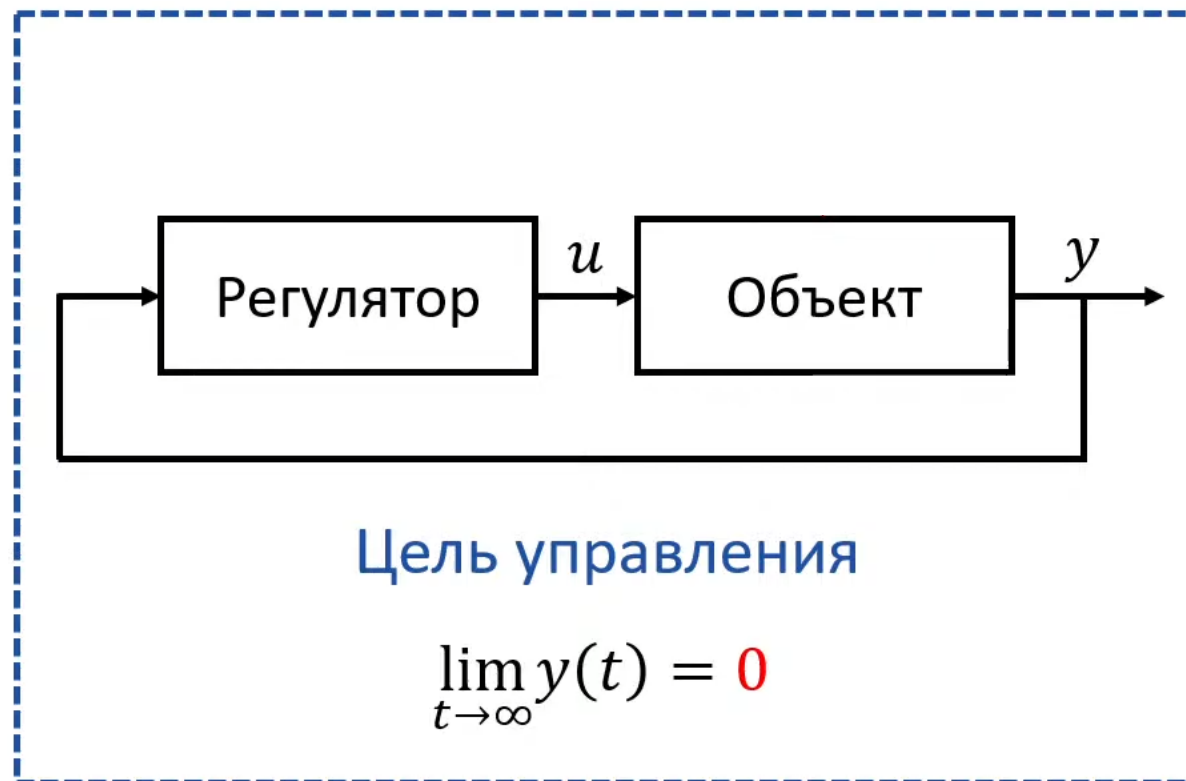 Регулятор
u
Объект
y
Цель управления
lim y(t) = 0
t→∞